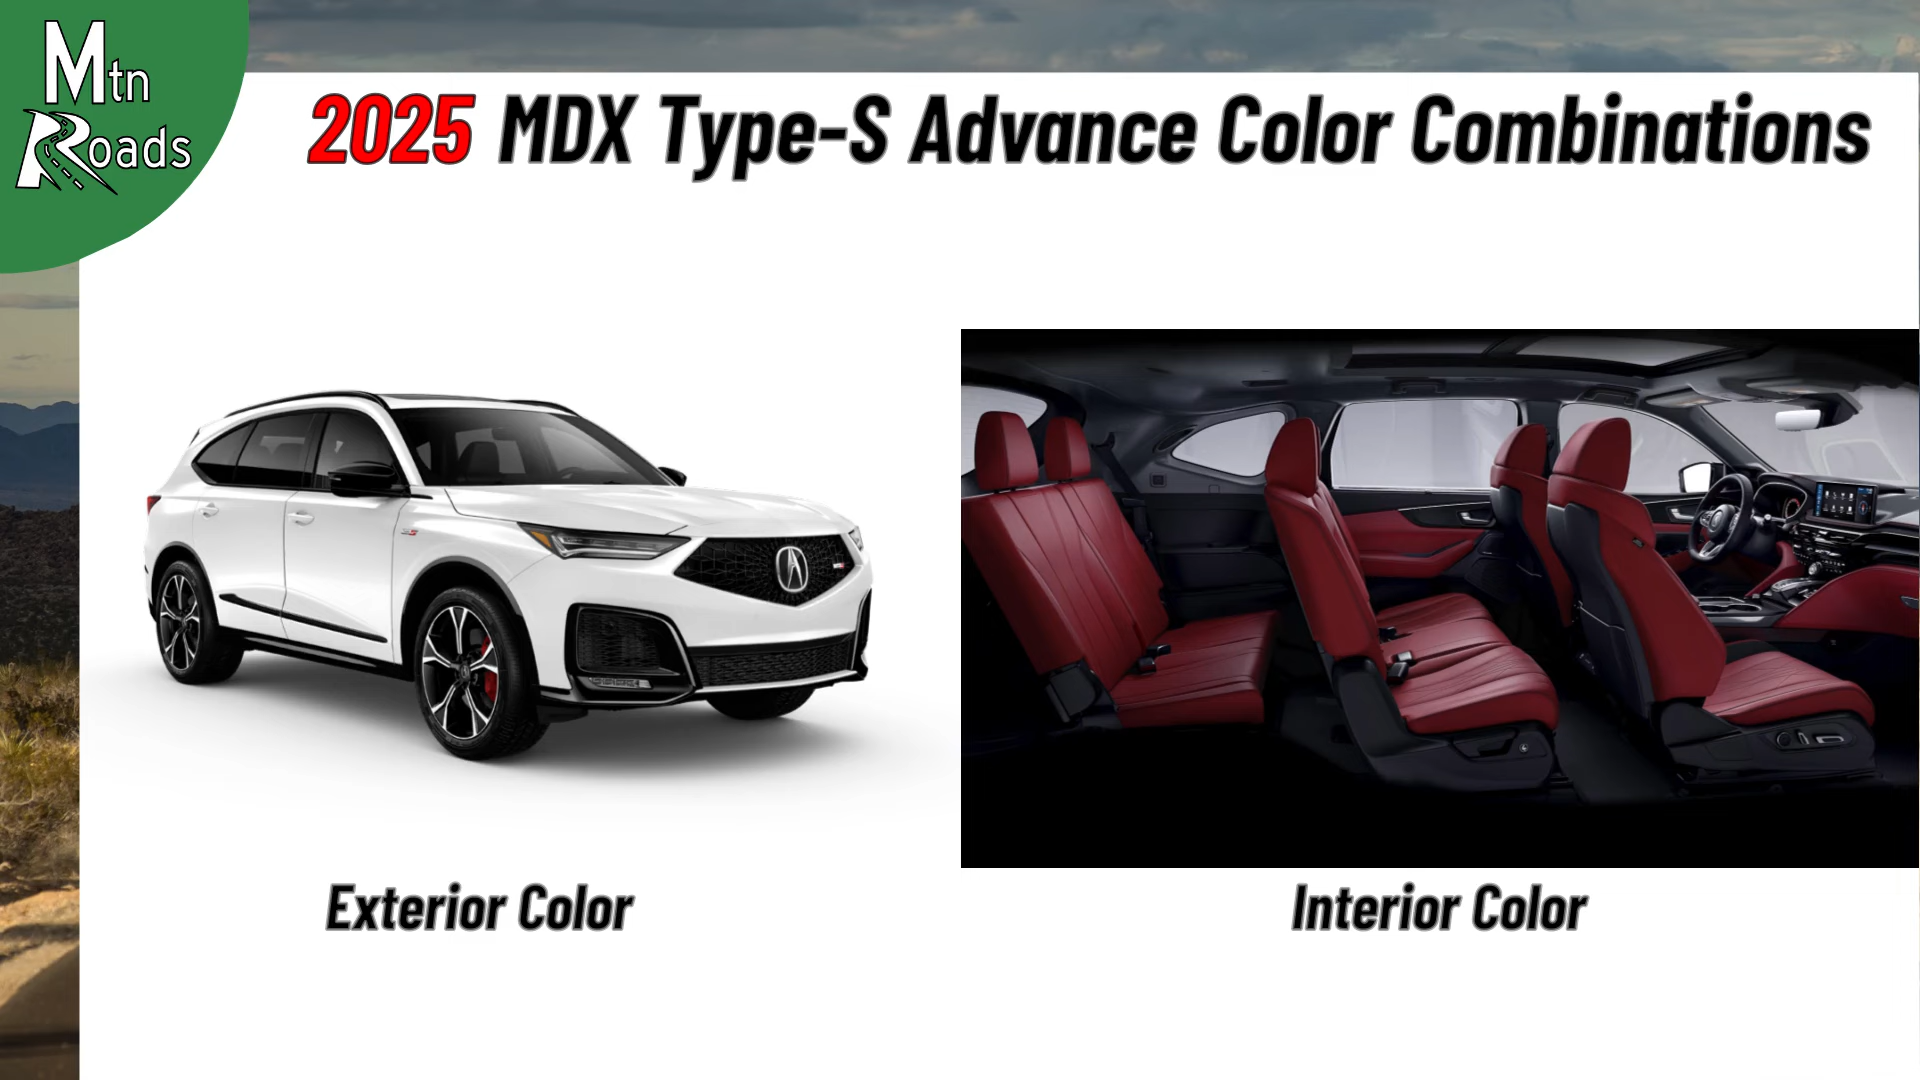 Mtn
Roads
2025 MDX Type-S Advance Color Combinations
Exterior Color
Interior Color